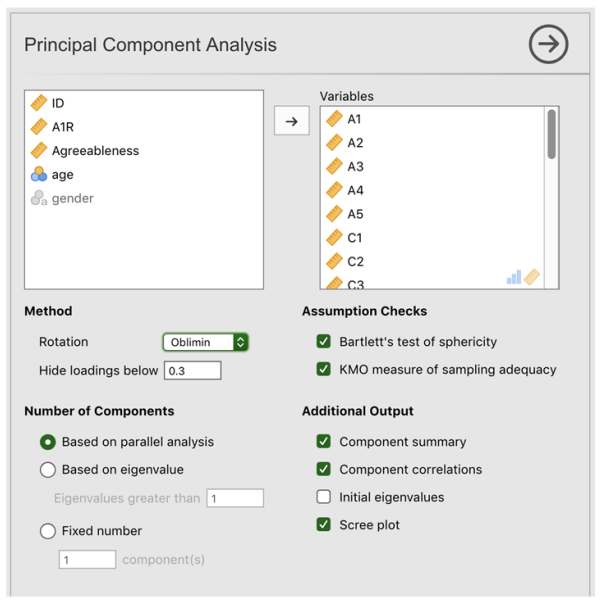 Principal Component Analysis
ID
A1R
Agreeableness
age
a gender
Variables
A1
A2
A3
A4
A5
C1
C2
C3
Method
Rotation Oblimin
Hide loadings below 0.3
Assumption Checks
Bartlett's test of sphericity
KMO measure of sampling adequacy
Number of Components
Based on parallel analysis
Based on eigenvalue
Eigenvalues greater than 1
Fixed number
1 component(s)
Additional Output
Component summary
Component correlations
Initial eigenvalues
Scree plot